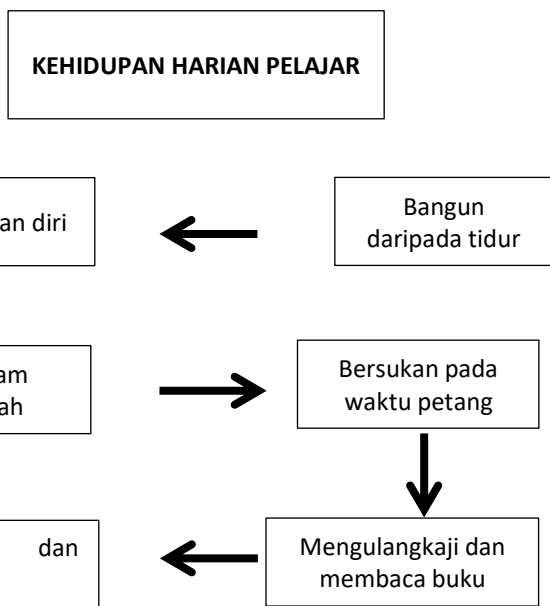 KEHIDUPAN HARIAN PELAJAR
an diri
Bangun
daripada tidur
am
ah
Bersukan pada
waktu petang
dan
Mengulangkaji dan
membaca buku